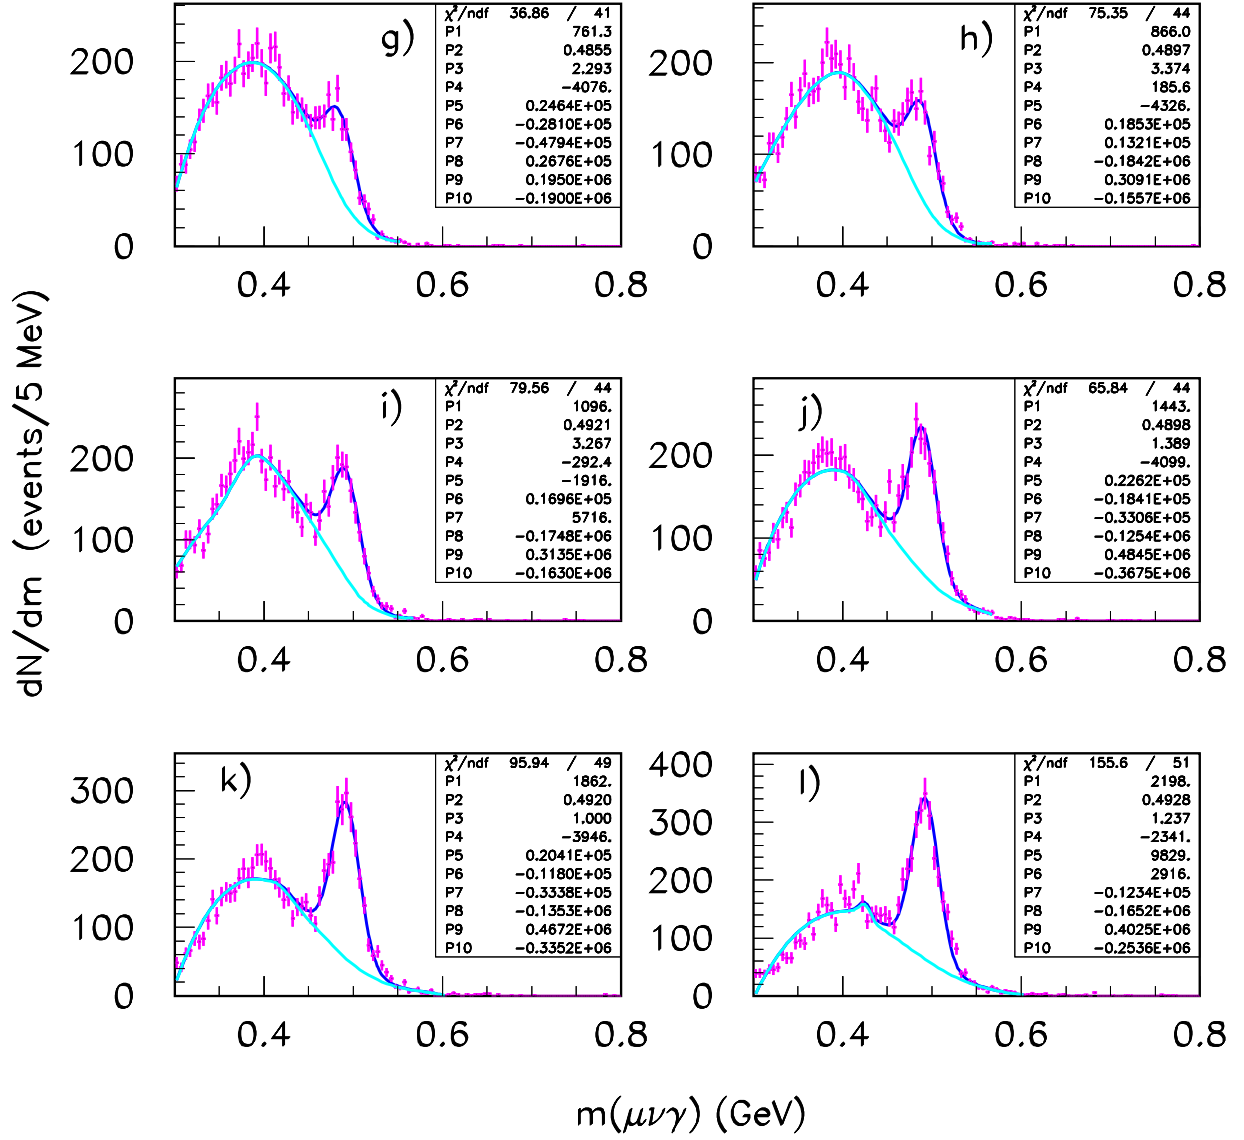 g)
χ²/ndf 36.86 / 41
P1 761.3
P2 0.4855
P3 2.293
P4 −4076.
P5 0.2464E+05
P6 −0.2810E+05
P7 −0.4794E+05
P8 0.2676E+05
P9 0.1950E+06
P10 −0.1900E+06
200
100
0
0.4 0.6 0.8
h)
χ²/ndf 75.35 / 44
P1 866.0
P2 0.4897
P3 3.374
P4 185.6
P5 −4326.
P6 0.1853E+05
P7 0.1321E+05
P8 −0.1842E+06
P9 0.3091E+06
P10 −0.1557E+06
200
100
0
0.4 0.6 0.8
i)
χ²/ndf 79.56 / 44
P1 1096.
P2 0.4921
P3 3.267
P4 −292.4
P5 −1916.
P6 0.1696E+05
P7 5716.
P8 −0.1748E+06
P9 0.3135E+06
P10 −0.1630E+06
200
100
0
0.4 0.6 0.8
j)
χ²/ndf 65.84 / 44
P1 1443.
P2 0.4898
P3 1.389
P4 −4099.
P5 0.2262E+05
P6 −0.1841E+05
P7 −0.3306E+05
P8 −0.1254E+06
P9 0.4845E+06
P10 −0.3675E+06
200
100
0
0.4 0.6 0.8
k)
χ²/ndf 95.94 / 49
P1 1862.
P2 0.4920
P3 1.000
P4 −3946.
P5 0.2041E+05
P6 −0.1180E+05
P7 −0.3338E+05
P8 −0.1353E+06
P9 0.4672E+06
P10 −0.3352E+06
300
200
100
0
0.4 0.6 0.8
l)
χ²/ndf 155.6 / 51
P1 2198.
P2 0.4928
P3 1.237
P4 −2341.
P5 9829.
P6 2916.
P7 −0.1234E+05
P8 −0.1652E+06
P9 0.4025E+06
P10 −0.2536E+06
400
300
200
100
0
0.4 0.6 0.8
dN/dm (events/5 MeV)
m(μνγ) (GeV)